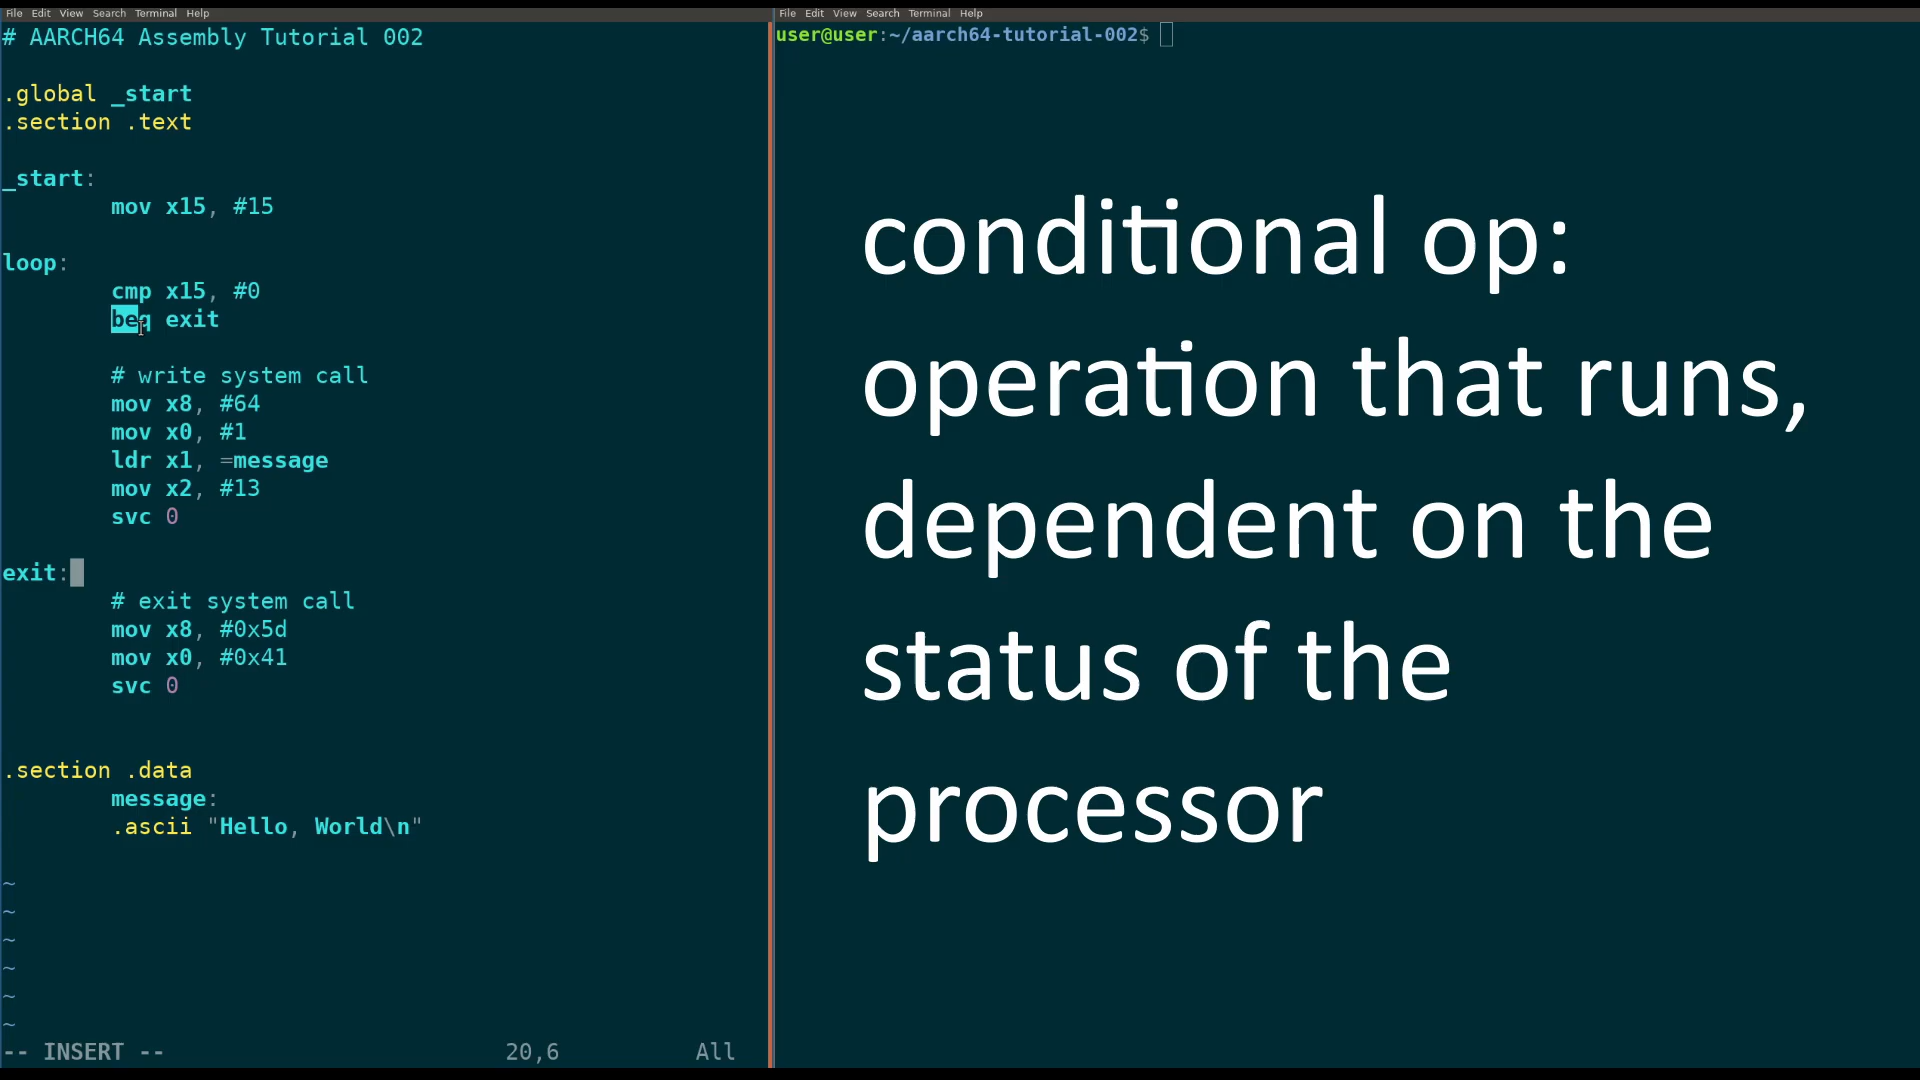 File Edit View Search Terminal Help
# AARCH64 Assembly Tutorial 002
.global _start
.section .text
_start:
mov x15, #15
loop:
cmp x15, #0
beq exit
# write system call
mov x8, #64
mov x0, #1
ldr x1, =message
mov x2, #13
svc 0
exit:
# exit system call
mov x8, #0x5d
mov x0, #0x41
svc 0
.section .data
message:
.ascii "Hello, World\n"
~
~
~
~
~
~
-- INSERT -- 20,6 All
File Edit View Search Terminal Help
user@user:~/aarch64-tutorial-002$
conditional op:
operation that runs,
dependent on the
status of the
processor